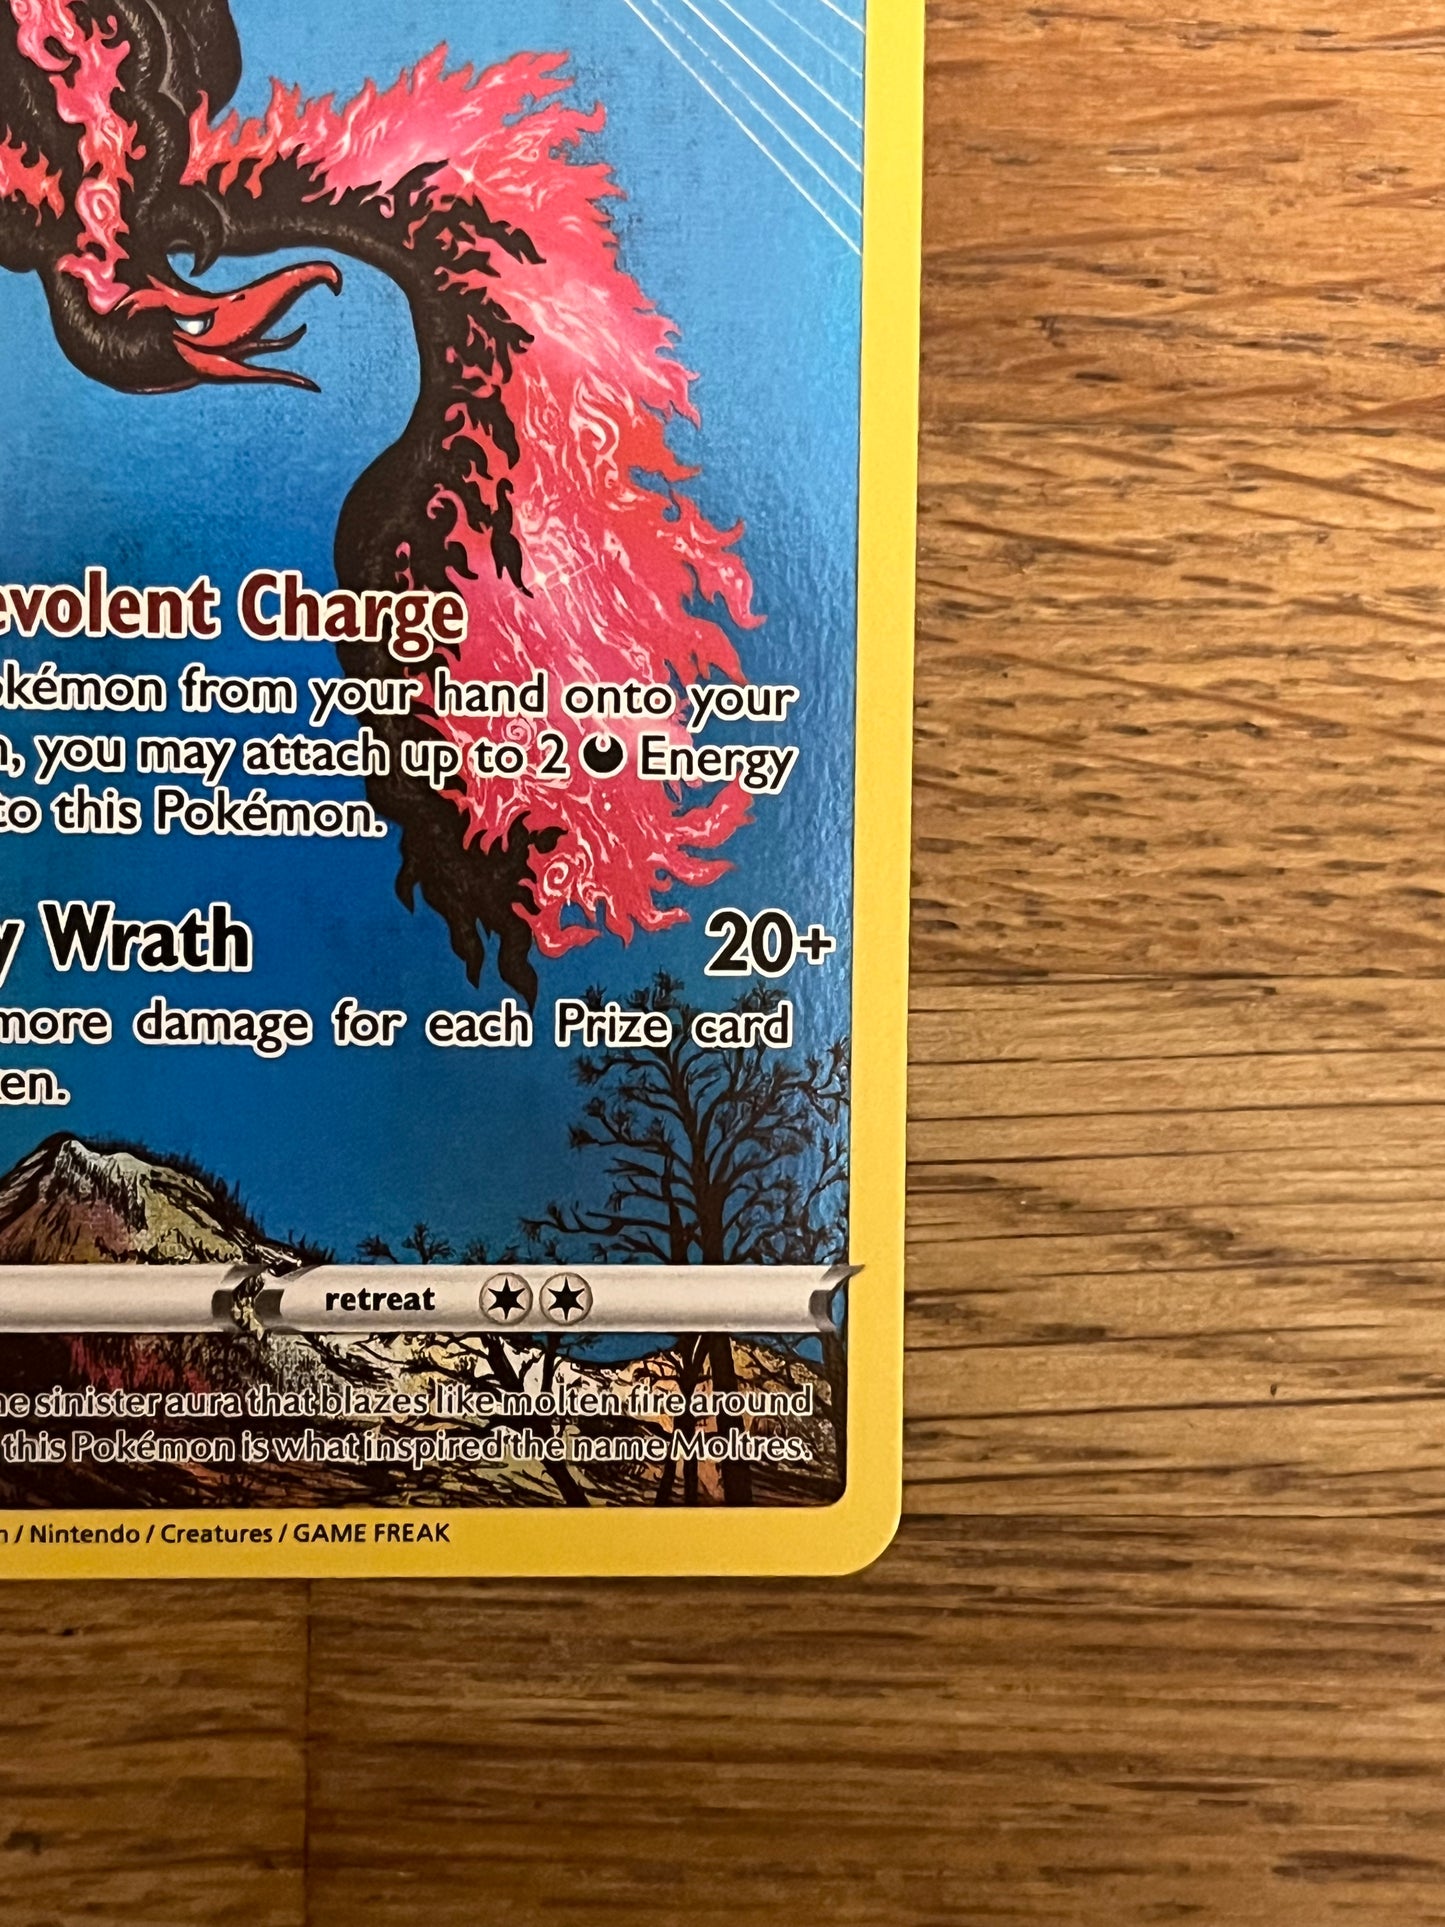 evolent Charge
okémon from your hand onto your
n, you may attach up to 2 Energy
to this Pokémon.
y Wrath 20+
more damage for each Prize card
en.
retreat
he sinister aura that blazes like molten fire around
this Pokémon is what inspired the name Moltres.
n / Nintendo / Creatures / GAME FREAK